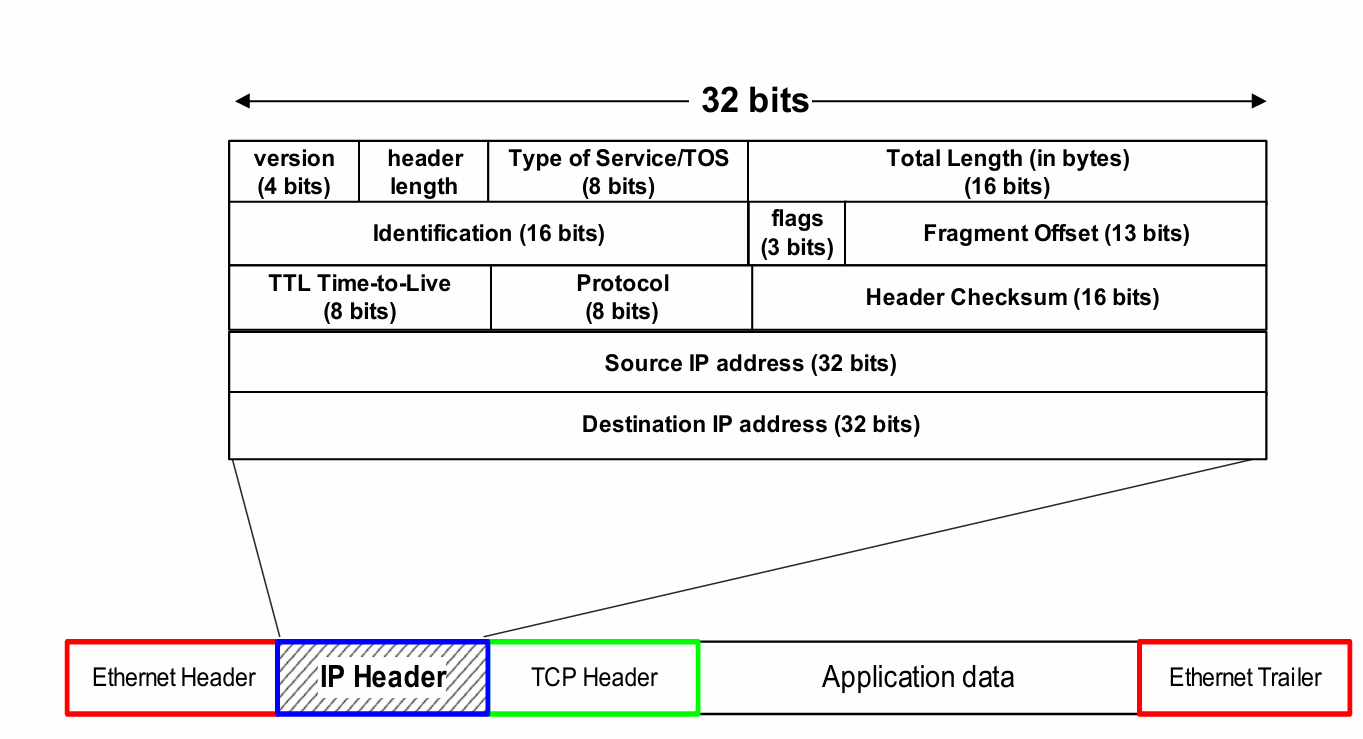 32 bits
version
(4 bits)
header
length
Type of Service/TOS
(8 bits)
Total Length (in bytes)
(16 bits)
Identification (16 bits)
flags
(3 bits)
Fragment Offset (13 bits)
TTL Time-to-Live
(8 bits)
Protocol
(8 bits)
Header Checksum (16 bits)
Source IP address (32 bits)
Destination IP address (32 bits)
Ethernet Header
IP Header
TCP Header
Application data
Ethernet Trailer